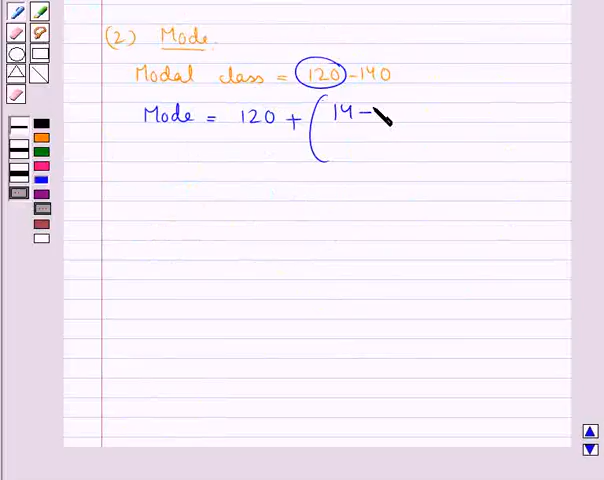 (2) Mode.
Modal class = 120-140
Mode = 120 + ( 14 -